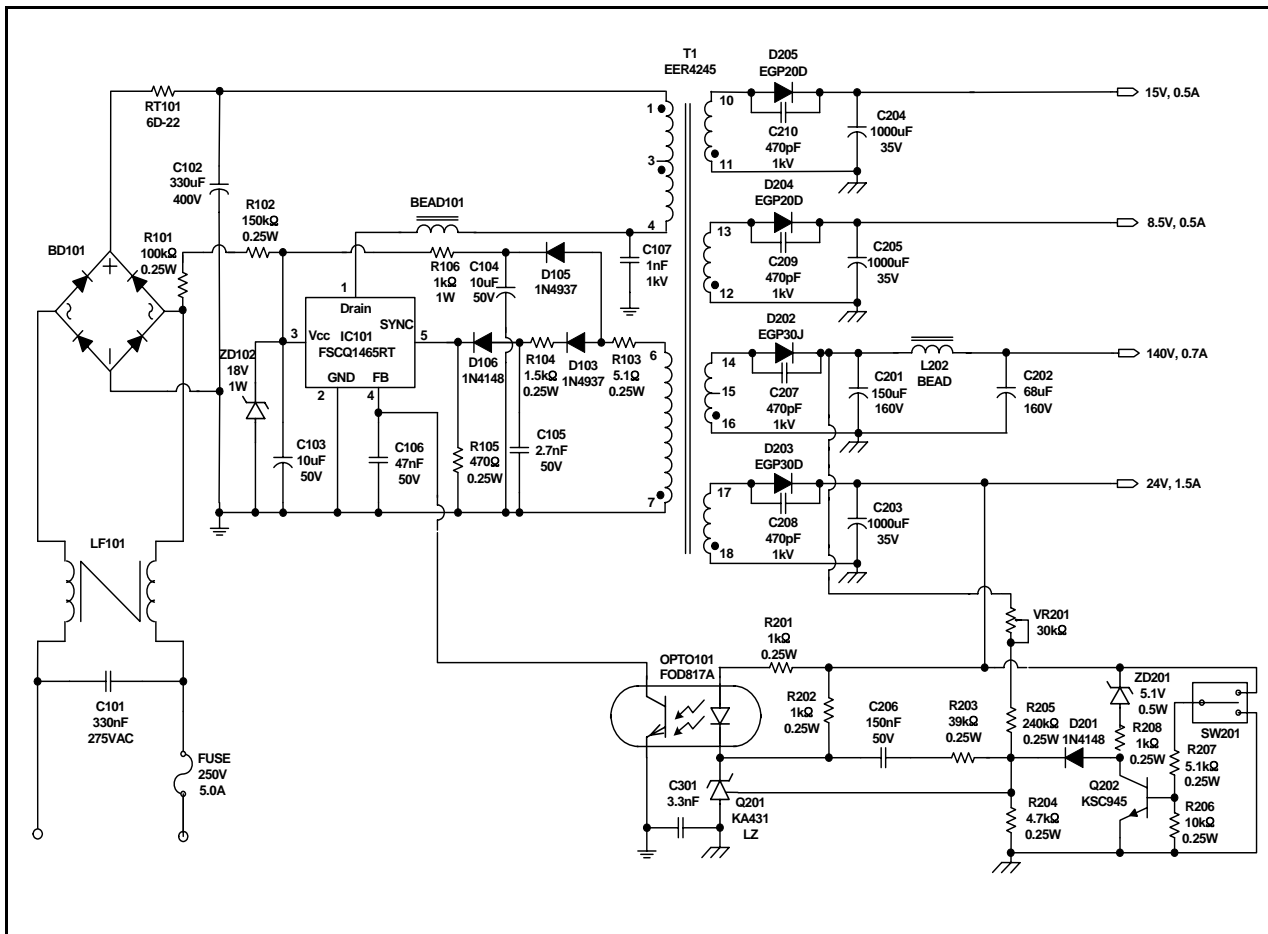 T1
EER4245
RT101
6D-22
C102
330uF
400V
R102
150kΩ
0.25W
R101
100kΩ
0.25W
BD101
BEAD101
R106
1kΩ
1W
C104
10uF
50V
D105
1N4937
C107
1nF
1kV
1
3
4
1
Drain
SYNC
3
Vcc
IC101
FSCQ1465RT
5
GND
FB
2
4
ZD102
18V
1W
D106
1N4148
R104
1.5kΩ
0.25W
D103
1N4937
R103
5.1Ω
0.25W
6
7
C103
10uF
50V
C106
47nF
50V
R105
470Ω
0.25W
C105
2.7nF
50V
LF101
C101
330nF
275VAC
FUSE
250V
5.0A
D205
EGP20D
10
11
C210
470pF
1kV
C204
1000uF
35V
15V, 0.5A
D204
EGP20D
13
12
C209
470pF
1kV
C205
1000uF
35V
8.5V, 0.5A
D202
EGP30J
14
15
16
C207
470pF
1kV
C201
150uF
160V
L202
BEAD
C202
68uF
160V
140V, 0.7A
D203
EGP30D
17
18
C208
470pF
1kV
C203
1000uF
35V
24V, 1.5A
VR201
30kΩ
OPTO101
FOD817A
R201
1kΩ
0.25W
R202
1kΩ
0.25W
C206
150nF
50V
R203
39kΩ
0.25W
R205
240kΩ
0.25W
D201
1N4148
ZD201
5.1V
0.5W
R208
1kΩ
0.25W
SW201
R207
5.1kΩ
0.25W
Q202
KSC945
R206
10kΩ
0.25W
R204
4.7kΩ
0.25W
C301
3.3nF
Q201
KA431
LZ